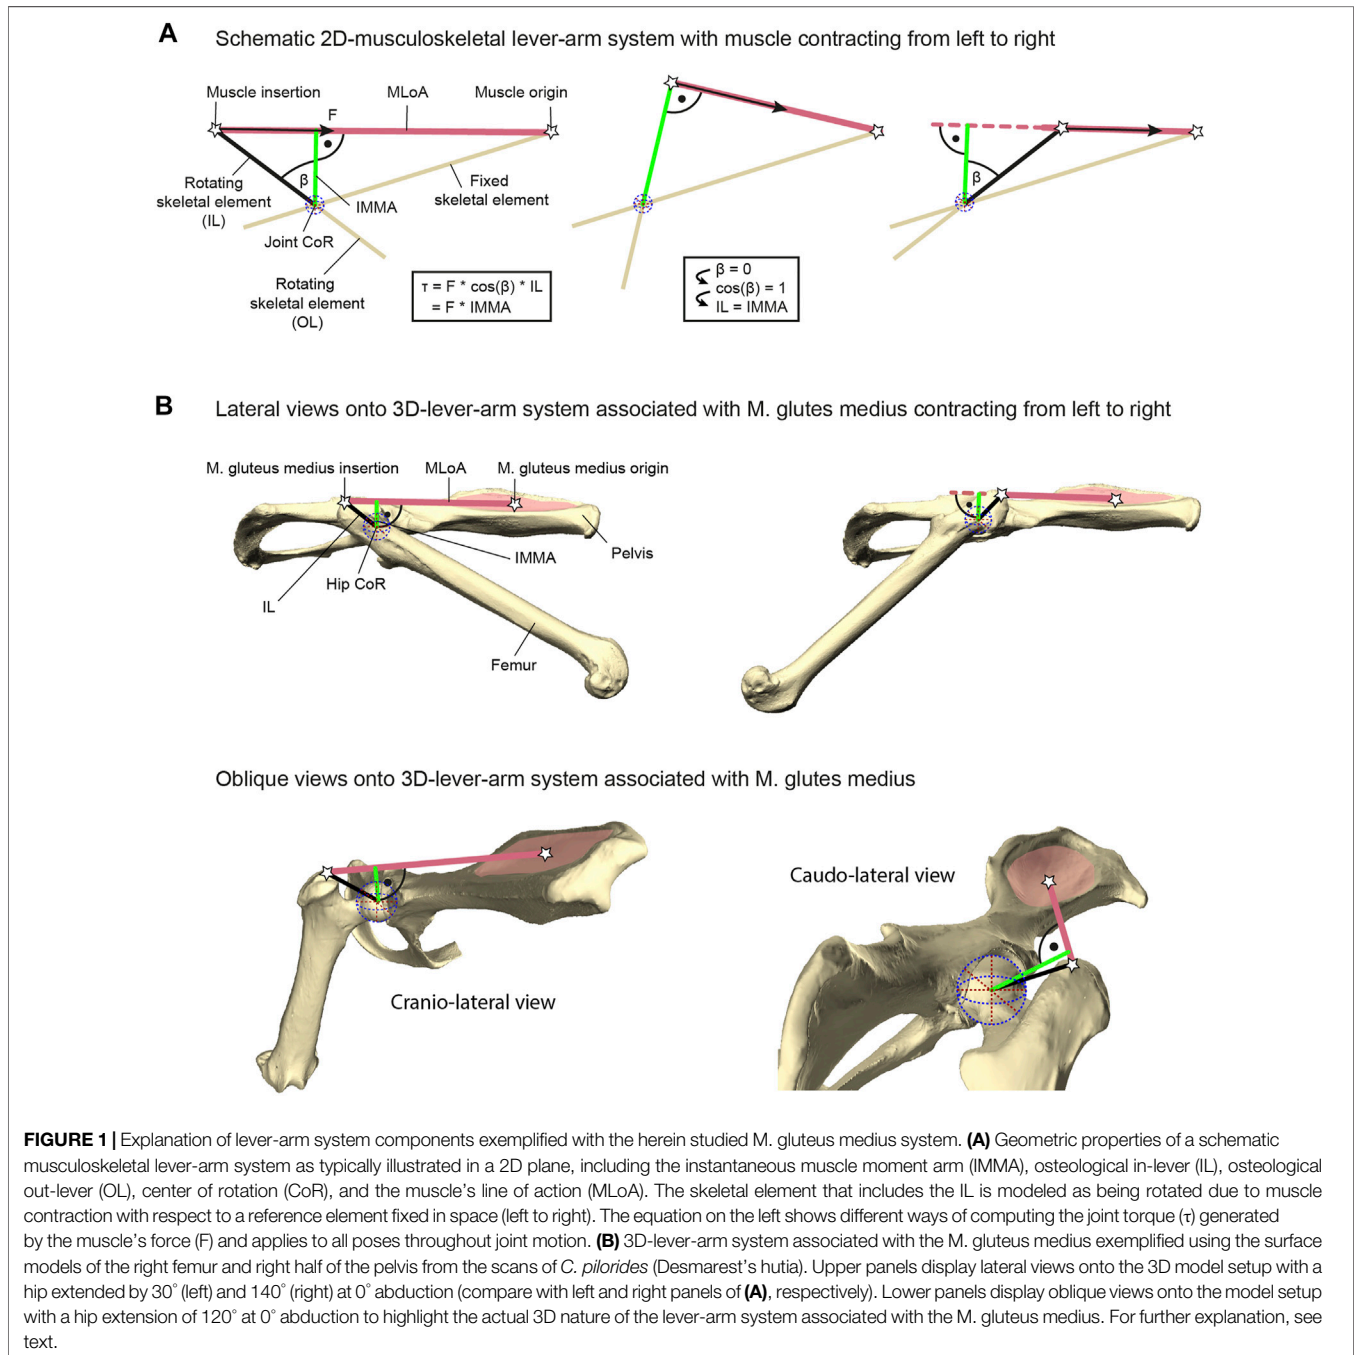 A Schematic 2D-musculoskeletal lever-arm system with muscle contracting from left to right
Muscle insertion
MLoA
Muscle origin
F
β
Rotating
skeletal element
(IL)
IMMA
Fixed
skeletal element
Joint CoR
Rotating
skeletal element
(OL)
τ = F * cos(β) * IL
= F * IMMA
β = 0
cos(β) = 1
IL = IMMA
β
B Lateral views onto 3D-lever-arm system associated with M. glutes medius contracting from left to right
M. gluteus medius insertion
MLoA
M. gluteus medius origin
IMMA
Pelvis
Hip CoR
IL
Femur
Oblique views onto 3D-lever-arm system associated with M. glutes medius
Cranio-lateral view
Caudo-lateral view
FIGURE 1 | Explanation of lever-arm system components exemplified with the herein studied M. gluteus medius system. (A) Geometric properties of a schematic
musculoskeletal lever-arm system as typically illustrated in a 2D plane, including the instantaneous muscle moment arm (IMMA), osteological in-lever (IL), osteological
out-lever (OL), center of rotation (CoR), and the muscle's line of action (MLoA). The skeletal element that includes the IL is modeled as being rotated due to muscle
contraction with respect to a reference element fixed in space (left to right). The equation on the left shows different ways of computing the joint torque (τ) generated
by the muscle's force (F) and applies to all poses throughout joint motion. (B) 3D-lever-arm system associated with the M. gluteus medius exemplified using the surface
models of the right femur and right half of the pelvis from the scans of C. pilorides (Desmarest's hutia). Upper panels display lateral views onto the 3D model setup with a
hip extended by 30° (left) and 140° (right) at 0° abduction (compare with left and right panels of (A), respectively). Lower panels display oblique views onto the model setup
with a hip extension of 120° at 0° abduction to highlight the actual 3D nature of the lever-arm system associated with the M. gluteus medius. For further explanation, see
text.